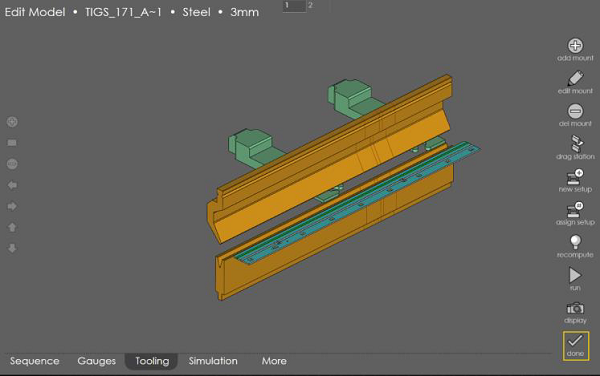 Edit Model • TIGS_171_A~1 • Steel • 3mm
1 2
add mount
edit mount
del mount
drag station
new setup
assign setup
recompute
run
display
done
Sequence Gauges Tooling Simulation More